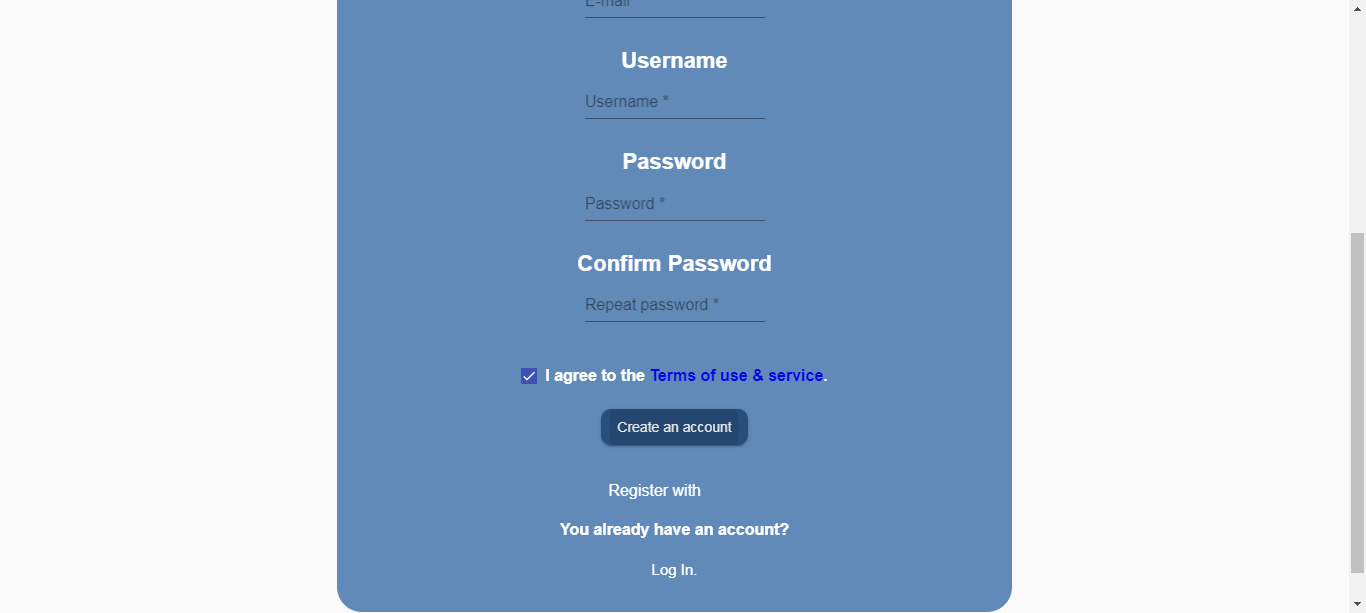 E-mail
Username
Username *
Password
Password *
Confirm Password
Repeat password *
I agree to the Terms of use & service.
Create an account
Register with
You already have an account?
Log In.